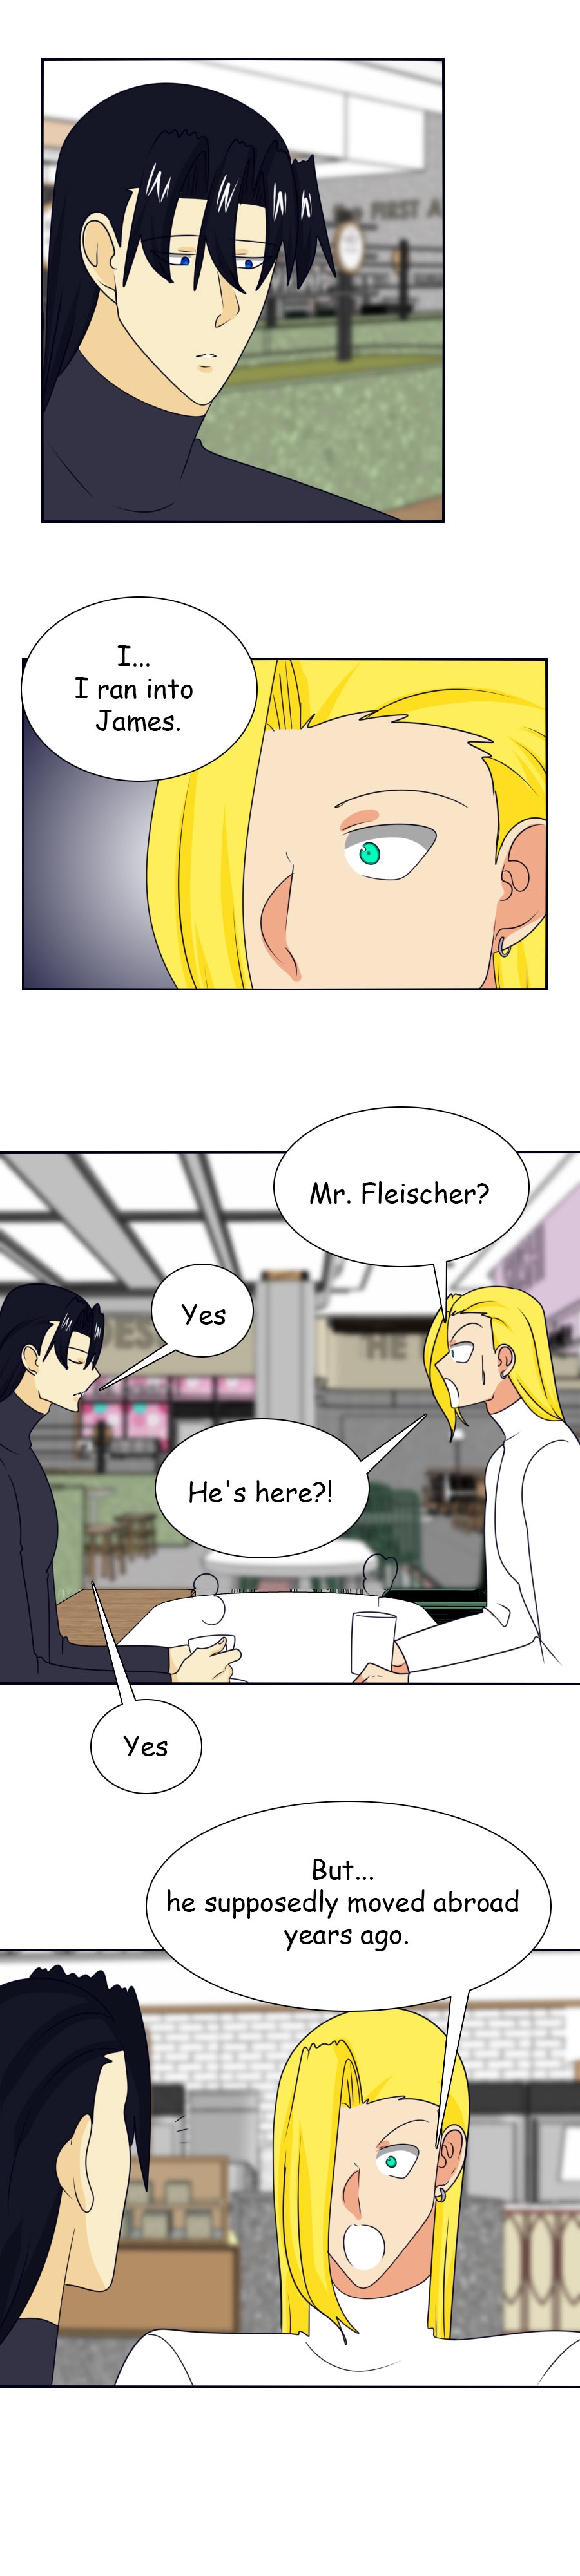 FIRST A
I...
I ran into
James.
Mr. Fleischer?
Yes
He's here?!
Yes
But...
he supposedly moved abroad
years ago.